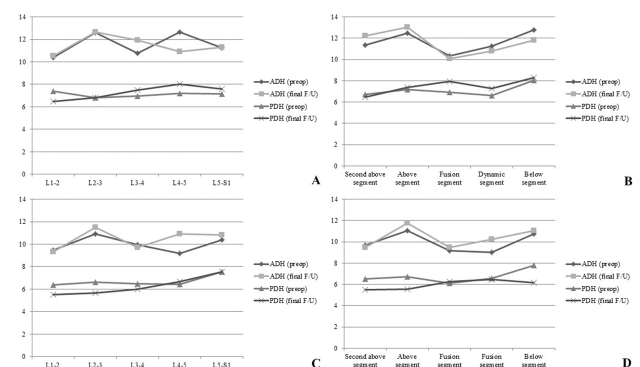 14
12
10
8
6
4
2
0
L1-2 L2-3 L3-4 L4-5 L5-S1
ADH (preop)
ADH (final F/U)
PDH (preop)
PDH (final F/U)
A
14
12
10
8
6
4
2
0
Second above segment
Above segment
Fusion segment
Dynamic segment
Below segment
ADH (preop)
ADH (final F/U)
PDH (preop)
PDH (final F/U)
B
14
12
10
8
6
4
2
0
L1-2 L2-3 L3-4 L4-5 L5-S1
ADH (preop)
ADH (final F/U)
PDH (preop)
PDH (final F/U)
C
14
12
10
8
6
4
2
0
Second above segment
Above segment
Fusion segment
Fusion segment
Below segment
ADH (preop)
ADH (final F/U)
PDH (preop)
PDH (final F/U)
D